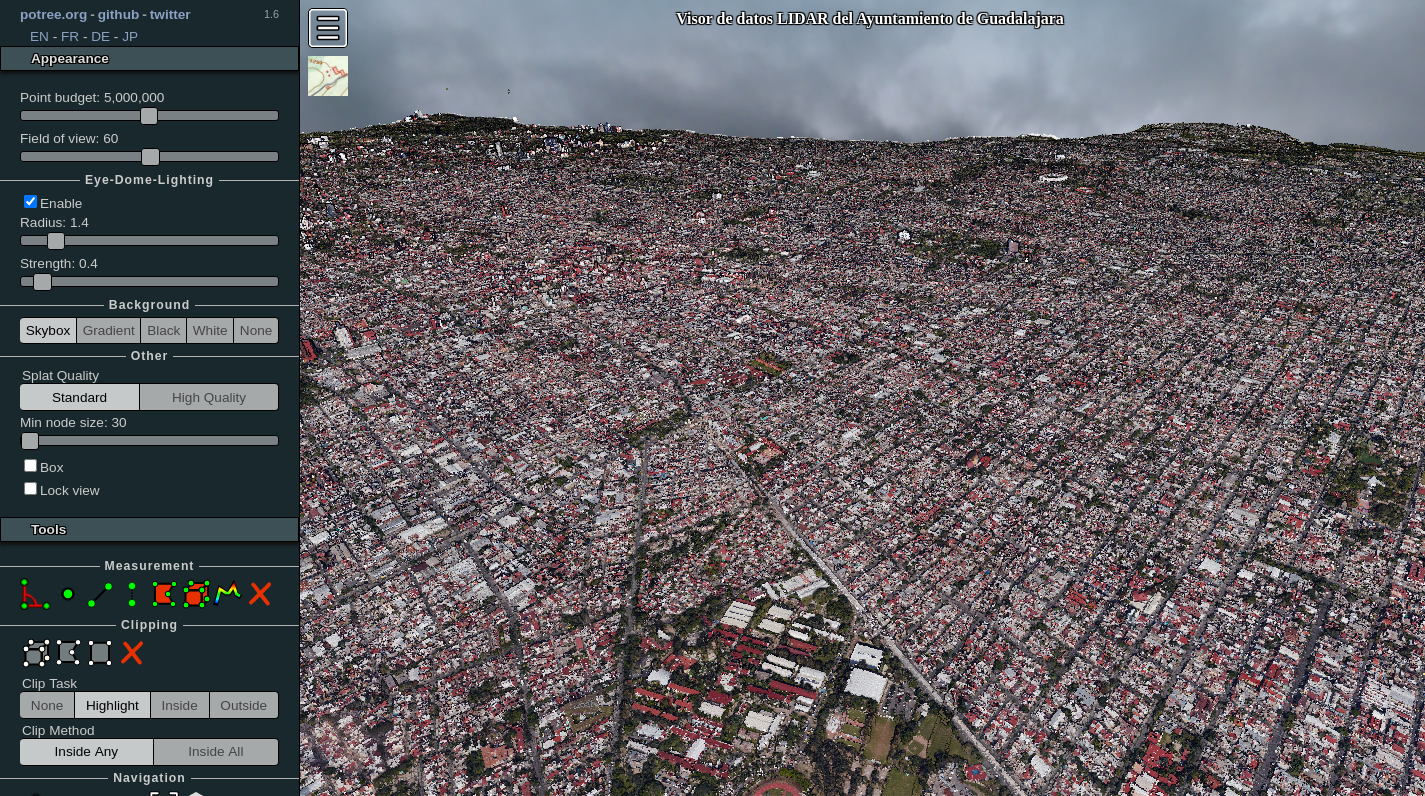 potree.org - github - twitter 1.6
EN - FR - DE - JP
Appearance
Point budget: 5,000,000
Field of view: 60
Eye-Dome-Lighting
Enable
Radius: 1.4
Strength: 0.4
Background
Skybox Gradient Black White None
Other
Splat Quality
Standard High Quality
Min node size: 30
Box
Lock view
Tools
Measurement
Clipping
Clip Task
None Highlight Inside Outside
Clip Method
Inside Any Inside All
Navigation
Visor de datos LIDAR del Ayuntamiento de Guadalajara